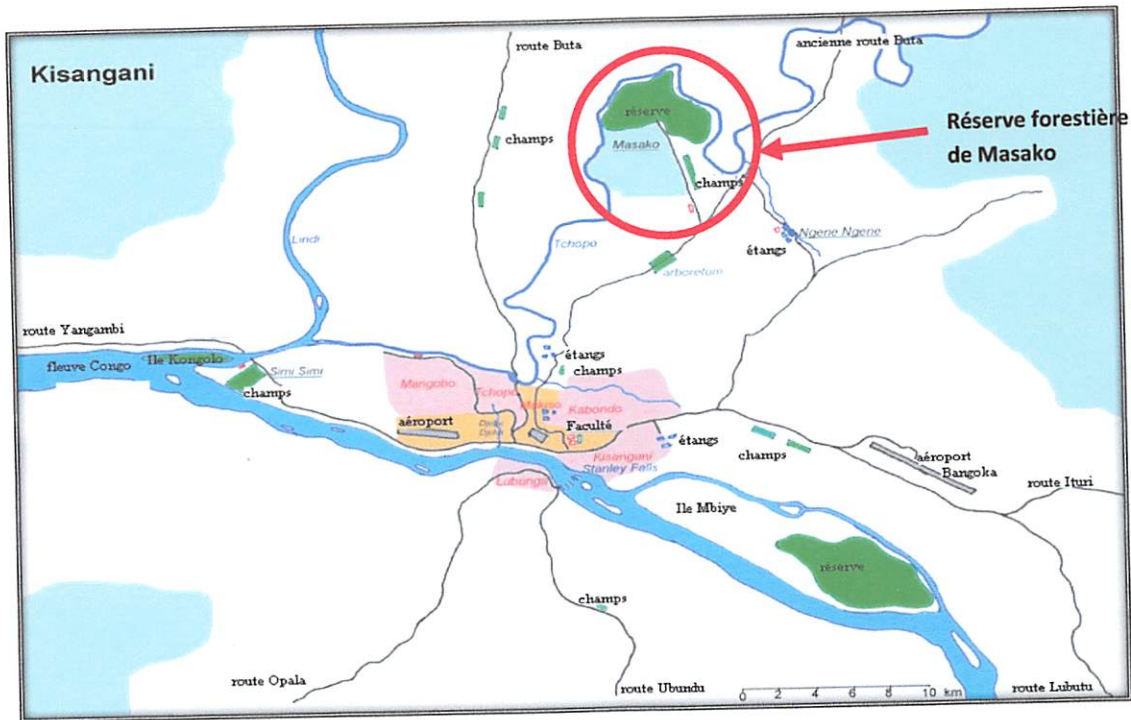 Kisangani
route Buta
ancienne route Buta
réserve
Masako
champs
champs
Réserve forestière
de Masako
Lindi
Tchopo
Ngene Ngene
étangs
arboretum
route Yangambi
fleuve Congo
Ile Kongolo
Simi Simi
champs
étangs
champs
Mangobo
Tchopo
Makiso
Kabondo
aéroport
Faculté
étangs
Kisangani
Stanley Falls
Lubunga
champs
aéroport
Bangoka
route Ituri
Ile Mbiye
réserve
champs
route Opala
route Ubundu
0 2 4 6 8 10 km
route Lubutu